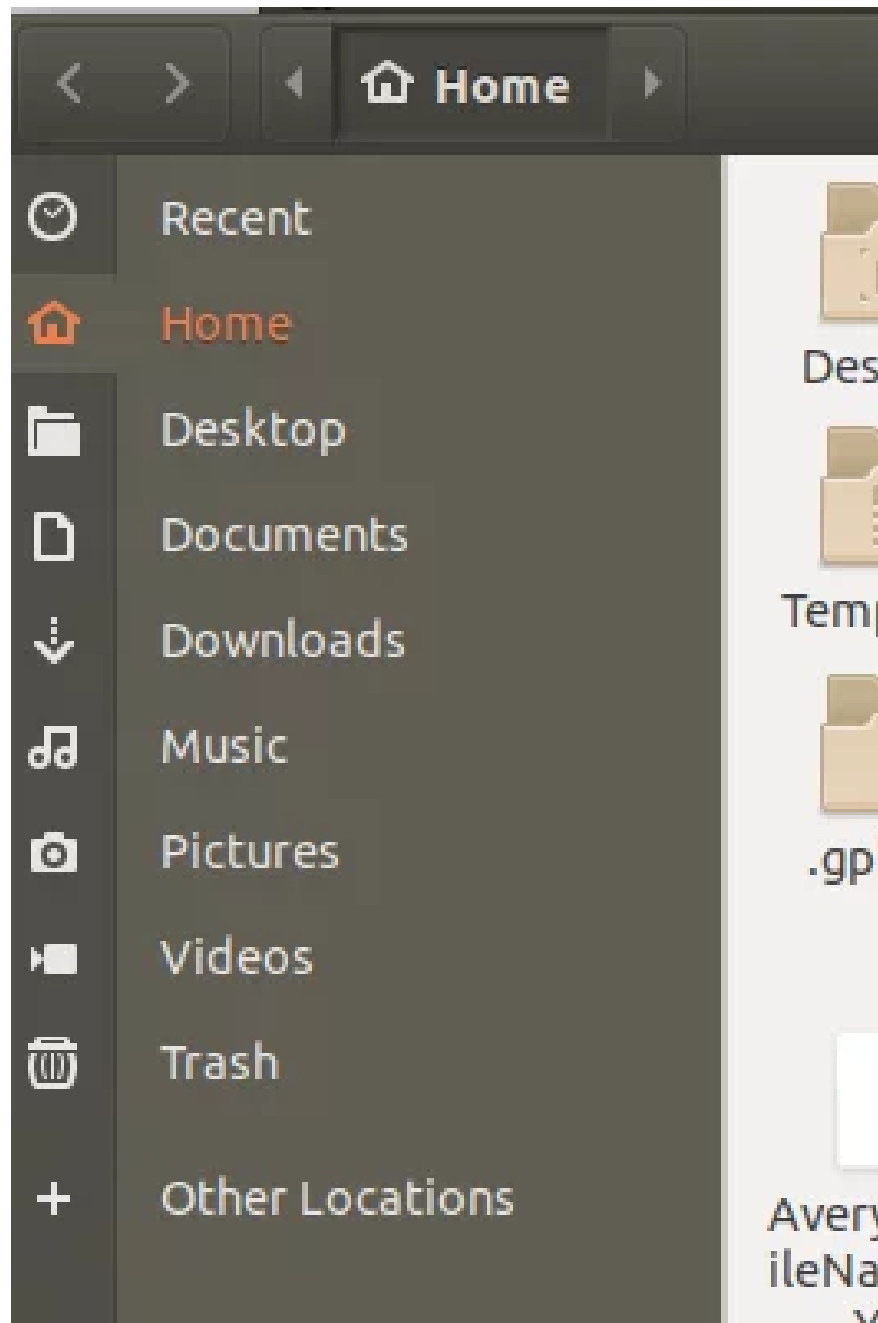 Home
Recent
Home
Desktop
Documents
Downloads
Music
Pictures
Videos
Trash
Other Locations
Des
Temp
.gp
Avery
ileNa